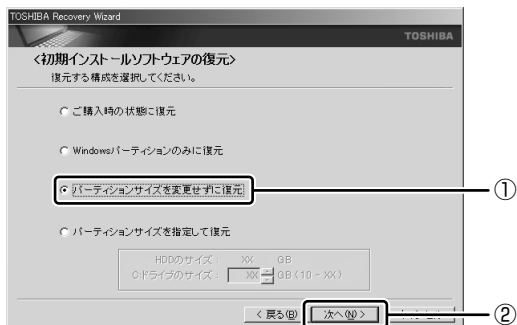 TOSHIBA Recovery Wizard
TOSHIBA
<初期インストールソフトウェアの復元>
復元する構成を選択してください。
ご購入時の状態に復元
Windowsパーティションのみに復元
パーティションサイズを変更せずに復元
①
パーティションサイズを指定して復元
HDDのサイズ： XX GB
Cドライブのサイズ： XX GB (10 - XX)
< 戻る(B) 次へ(N) >
②